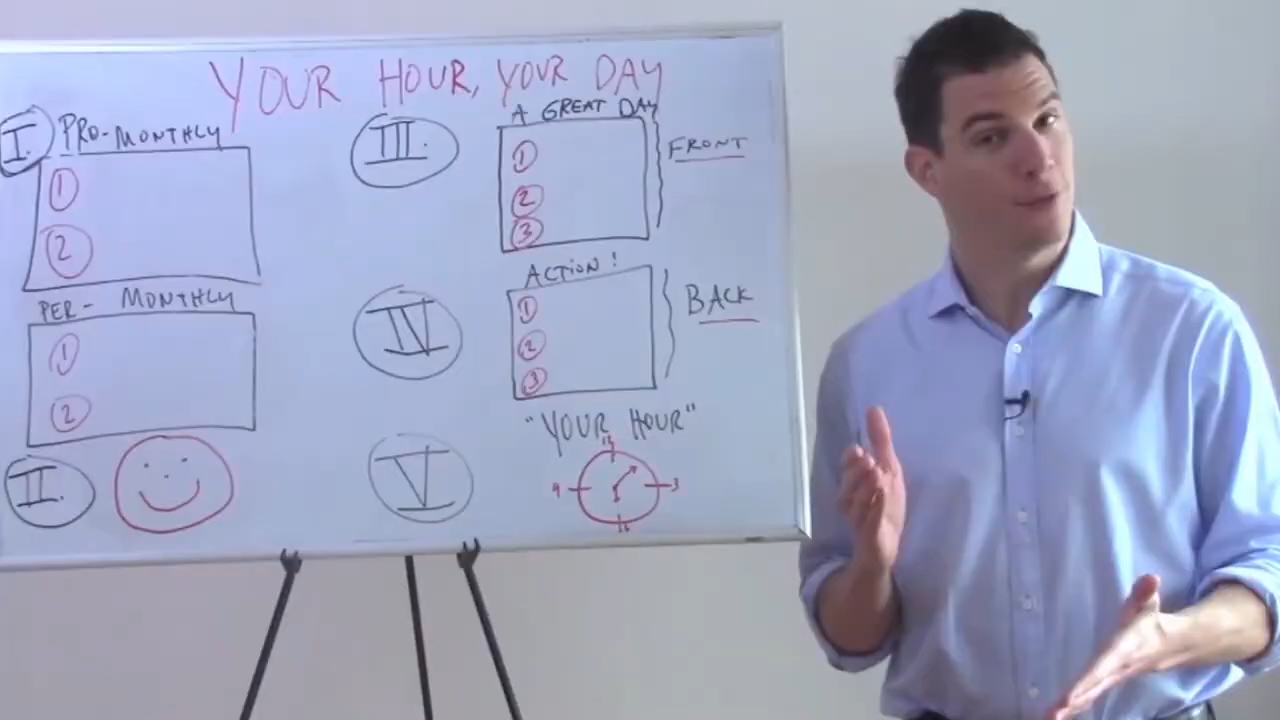 YOUR HOUR, YOUR DAY
I. PRO-MONTHLY
1
2
PER- MONTHLY
1
2
II.
III.
A GREAT DAY
1
2
3
FRONT
IV
ACTION!
1
2
3
BACK
V
"YOUR HOUR"
12
9 3
6